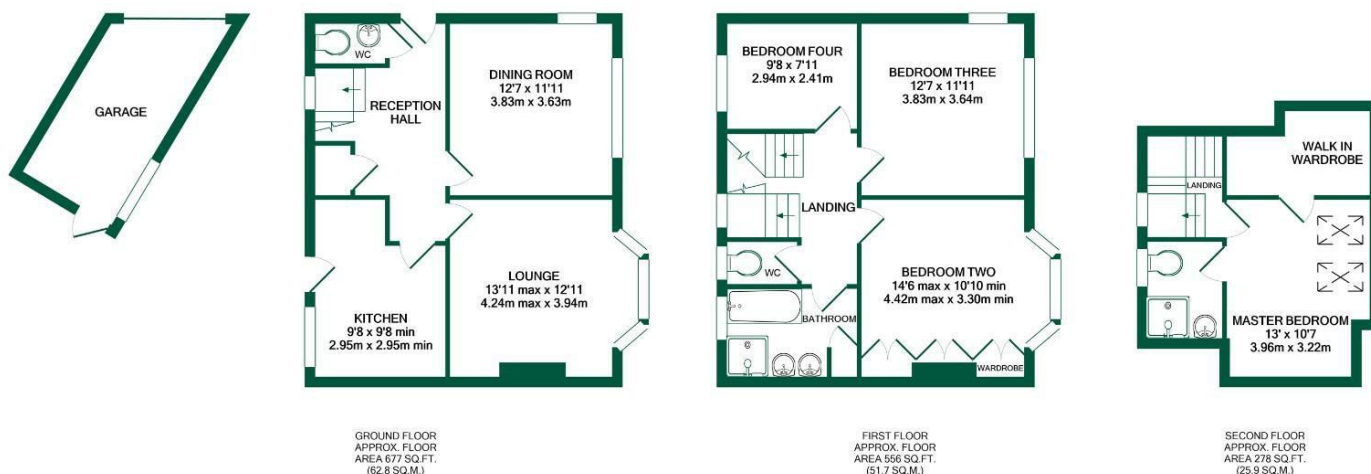 GARAGE
WC
RECEPTION
HALL
DINING ROOM
12'7 x 11'11
3.83m x 3.63m
KITCHEN
9'8 x 9'8 min
2.95m x 2.95m min
LOUNGE
13'11 max x 12'11
4.24m max x 3.94m
GROUND FLOOR
APPROX. FLOOR
AREA 677 SQ.FT.
(62.8 SQ.M.)
BEDROOM FOUR
9'8 x 7'11
2.94m x 2.41m
BEDROOM THREE
12'7 x 11'11
3.83m x 3.64m
LANDING
WC
BATHROOM
BEDROOM TWO
14'6 max x 10'10 min
4.42m max x 3.30m min
WARDROBE
FIRST FLOOR
APPROX. FLOOR
AREA 556 SQ.FT.
(51.7 SQ.M.)
WALK IN
WARDROBE
LANDING
MASTER BEDROOM
13' x 10'7
3.96m x 3.22m
SECOND FLOOR
APPROX. FLOOR
AREA 278 SQ.FT.
(25.9 SQ.M.)